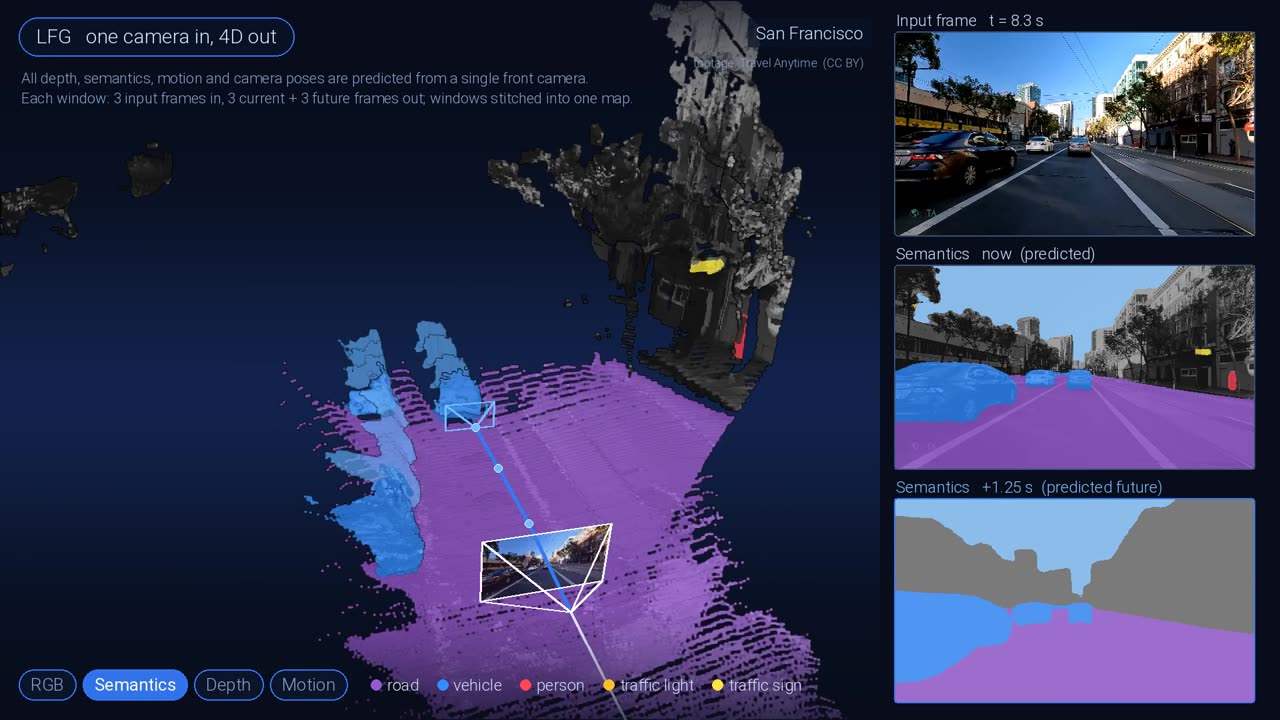 LFG one camera in, 4D out
All depth, semantics, motion and camera poses are predicted from a single front camera.
Each window: 3 input frames in, 3 current + 3 future frames out; windows stitched into one map.
San Francisco
footage: Travel Anytime (CC BY)
Input frame t = 8.3 s
TA
Semantics now (predicted)
Semantics +1.25 s (predicted future)
RGB Semantics Depth Motion road vehicle person traffic light traffic sign